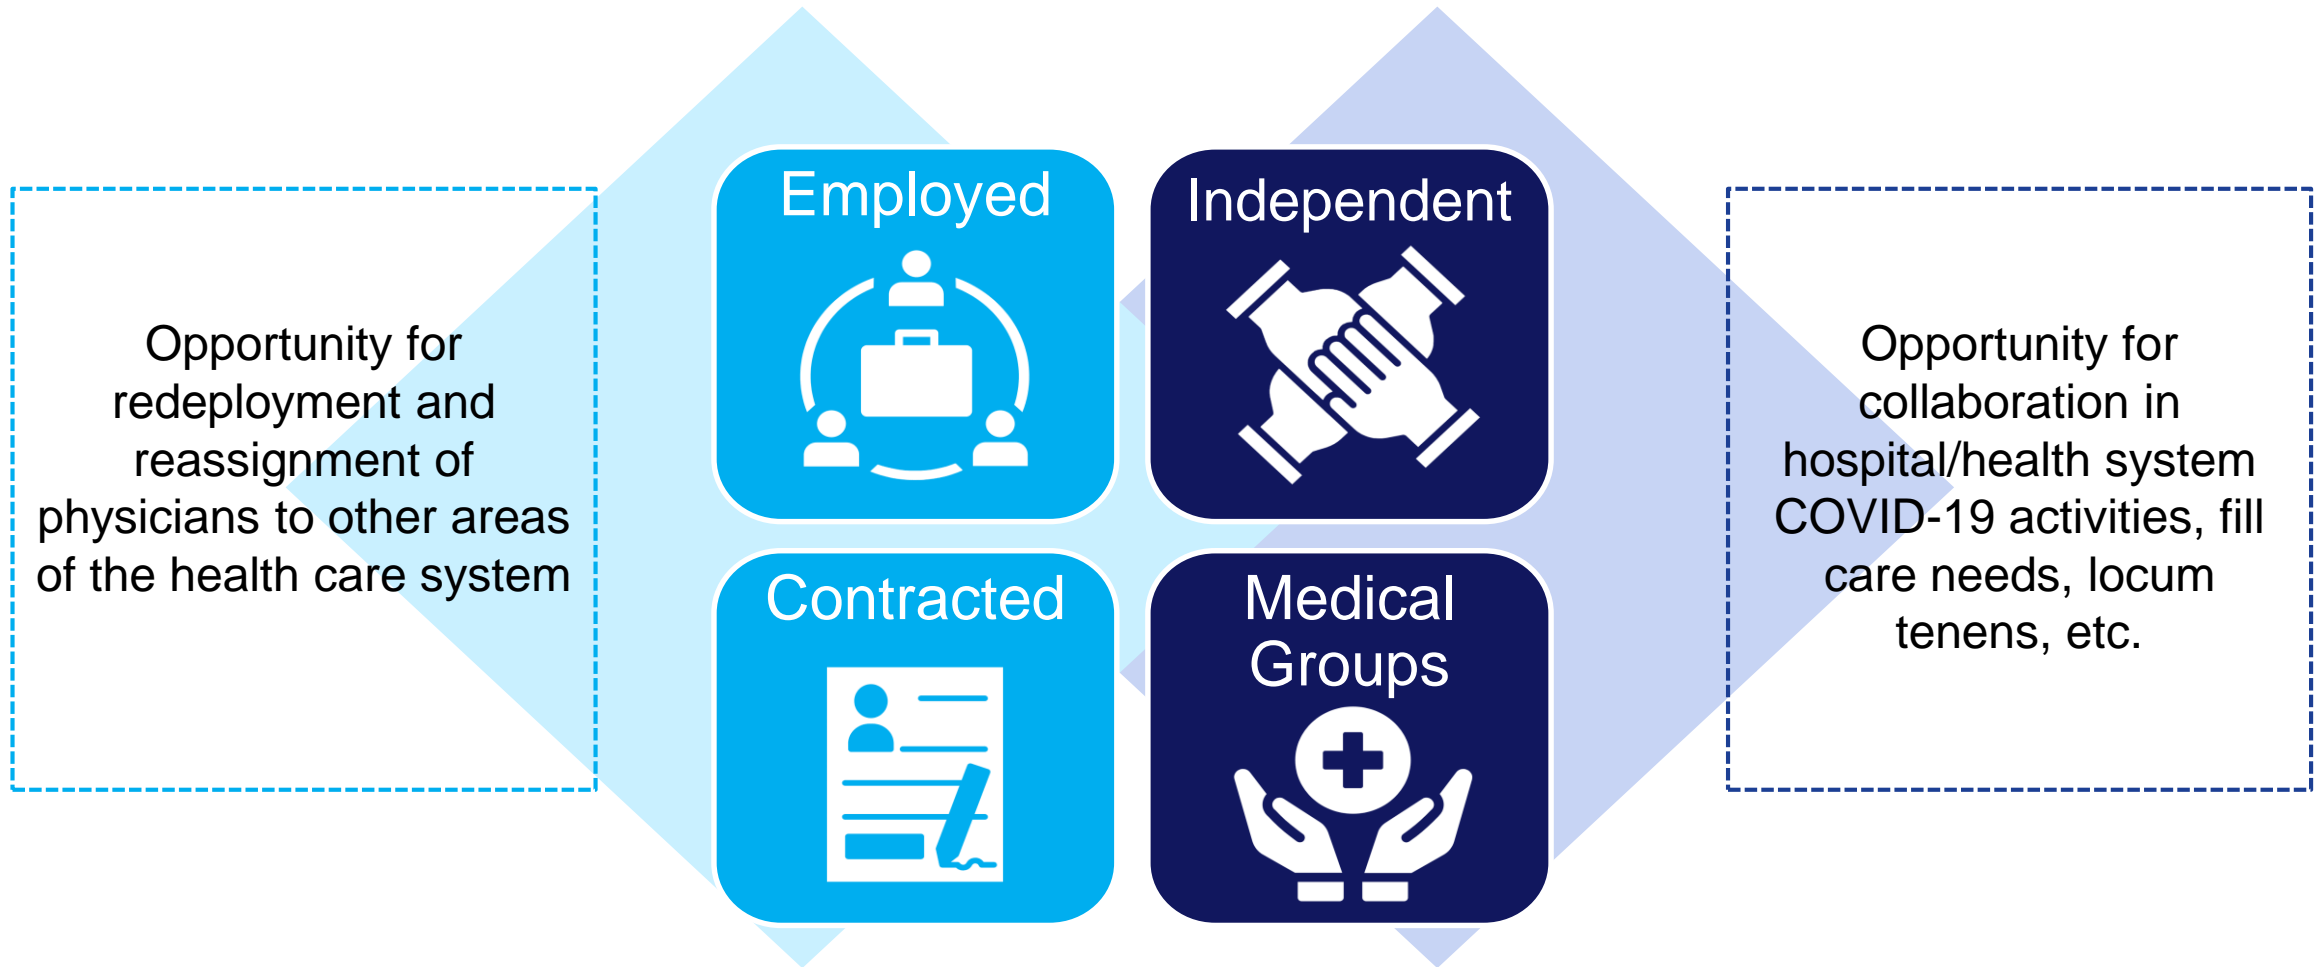 Opportunity for
redeployment and
reassignment of
physicians to other areas
of the health care system
Employed
Contracted
Independent
Medical
Groups
Opportunity for
collaboration in
hospital/health system
COVID-19 activities, fill
care needs, locum
tenens, etc.